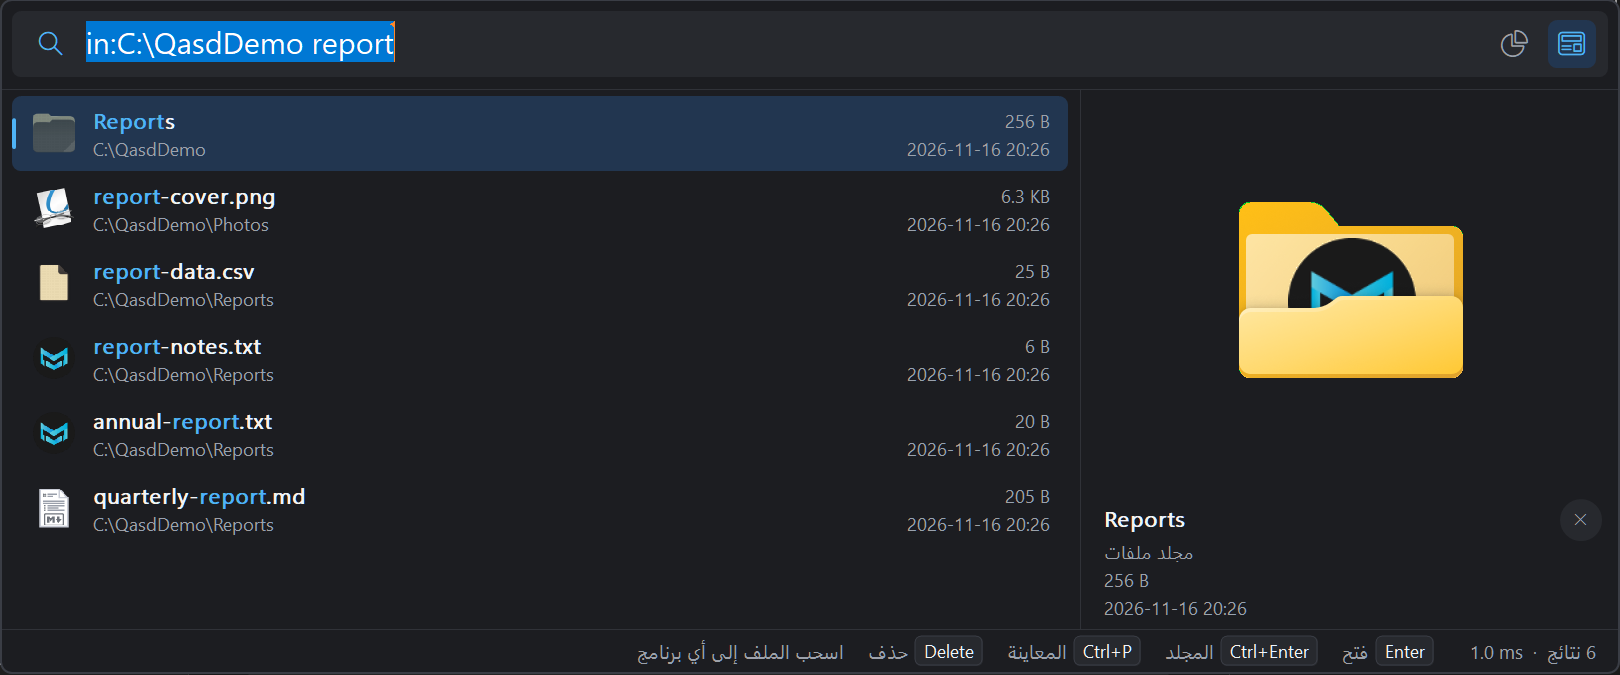 in:C:\QasdDemo report
Reports
256 B
C:\QasdDemo
2026-11-16 20:26
report-cover.png
6.3 KB
C:\QasdDemo\Photos
2026-11-16 20:26
report-data.csv
25 B
C:\QasdDemo\Reports
2026-11-16 20:26
report-notes.txt
6 B
C:\QasdDemo\Reports
2026-11-16 20:26
annual-report.txt
20 B
C:\QasdDemo\Reports
2026-11-16 20:26
quarterly-report.md
205 B
C:\QasdDemo\Reports
2026-11-16 20:26
Reports
مجلد ملفات
256 B
2026-11-16 20:26
6 نتائج · 1.0 ms
Enter فتح
Ctrl+Enter المجلد
Ctrl+P المعاينة
Delete حذف
اسحب الملف إلى أي برنامج